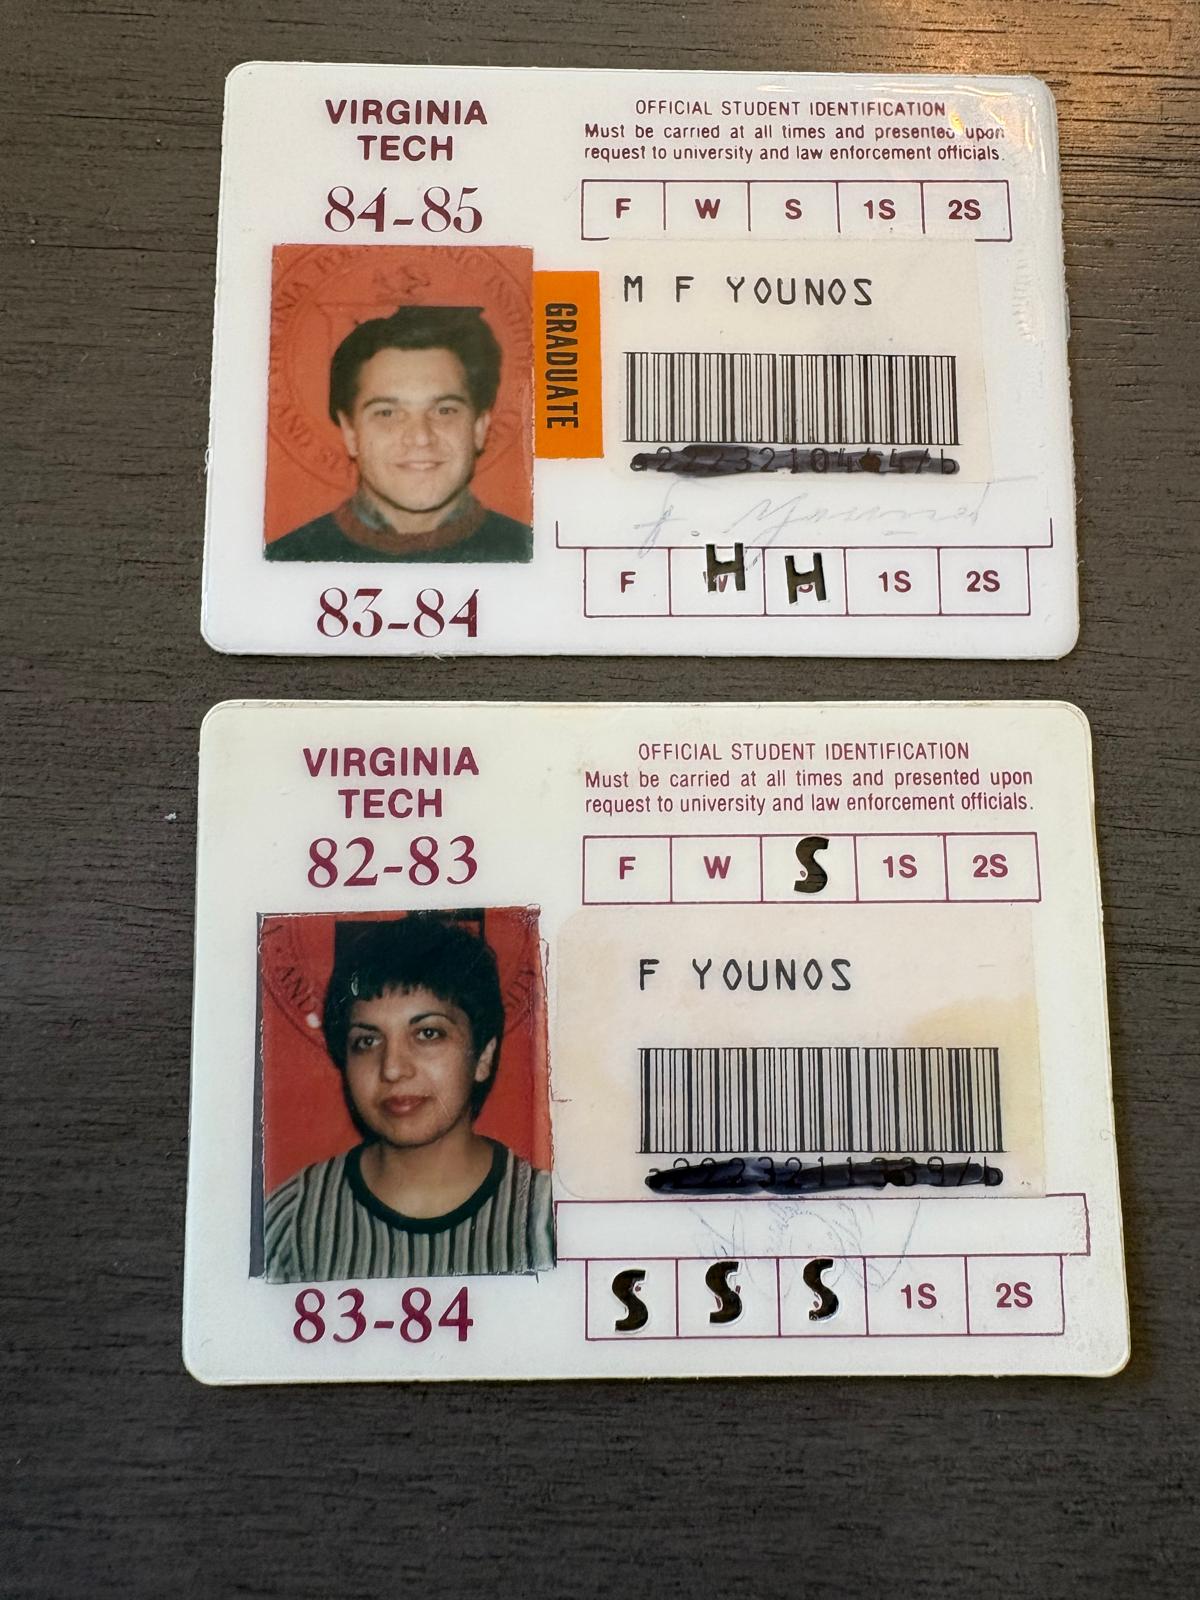 VIRGINIA
TECH
84-85
OFFICIAL STUDENT IDENTIFICATION
Must be carried at all times and presented upon
request to university and law enforcement officials.
F W S 1S 2S
GRADUATE
M F YOUNOS
F H H 1S 2S
83-84
VIRGINIA
TECH
82-83
OFFICIAL STUDENT IDENTIFICATION
Must be carried at all times and presented upon
request to university and law enforcement officials.
F W S 1S 2S
F YOUNOS
S S S 1S 2S
83-84